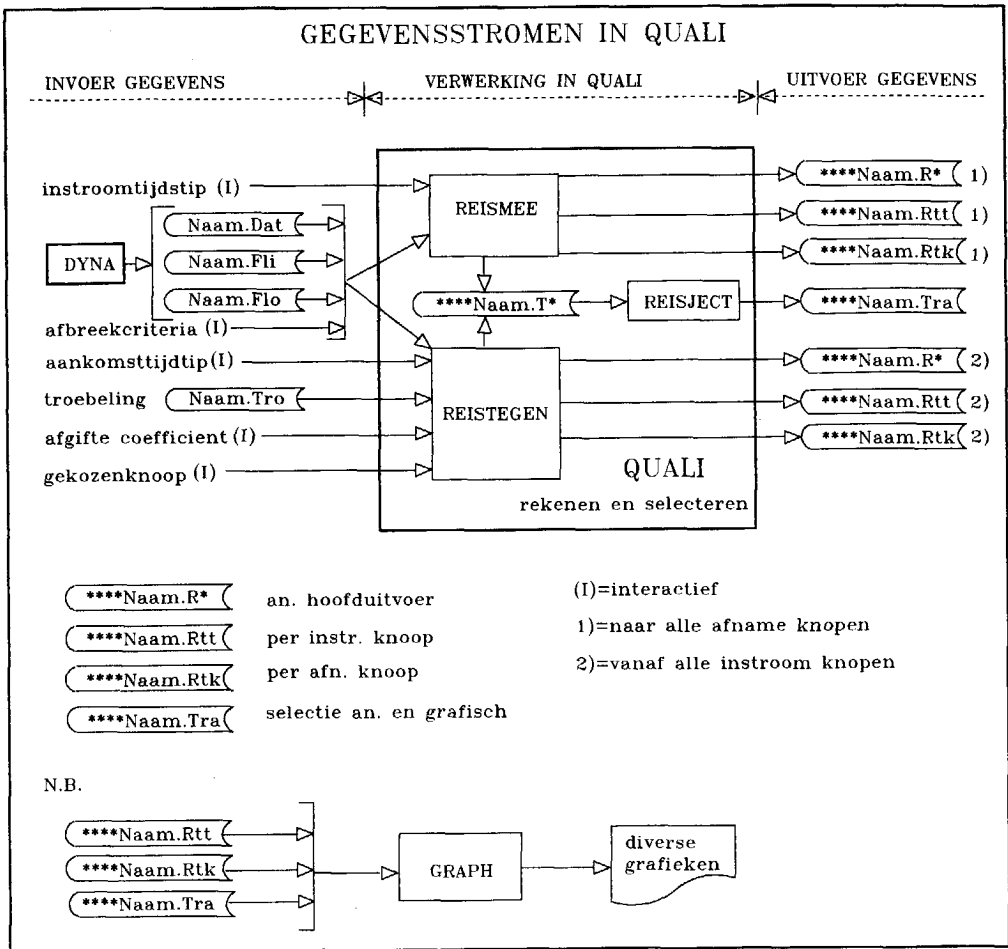 GEGEVENSSTROMEN IN QUALI
INVOER GEGEVENS
VERWERKING IN QUALI
UITVOER GEGEVENS
instroomtijdstip (I)
DYNA
Naam.Dat
Naam.Fli
Naam.Flo
afbreekcriteria (I)
aankomsttijdtip(I)
troebeling
Naam.Tro
afgifte coefficient(I)
gekozenknoop (I)
REISMEE
****Naam.T*
REISJECT
REISTEGEN
QUALI
rekenen en selecteren
****Naam.R* 1)
****Naam.Rtt 1)
****Naam.Rtk 1)
****Naam.Tra
****Naam.R* 2)
****Naam.Rtt 2)
****Naam.Rtk 2)
****Naam.R* an. hoofduitvoer
****Naam.Rtt per instr. knoop
****Naam.Rtk per afn. knoop
****Naam.Tra selectie an. en grafisch
(I)=interactief
1)=naar alle afname knopen
2)=vanaf alle instroom knopen
N.B.
****Naam.Rtt
****Naam.Rtk
****Naam.Tra
GRAPH
diverse
grafieken